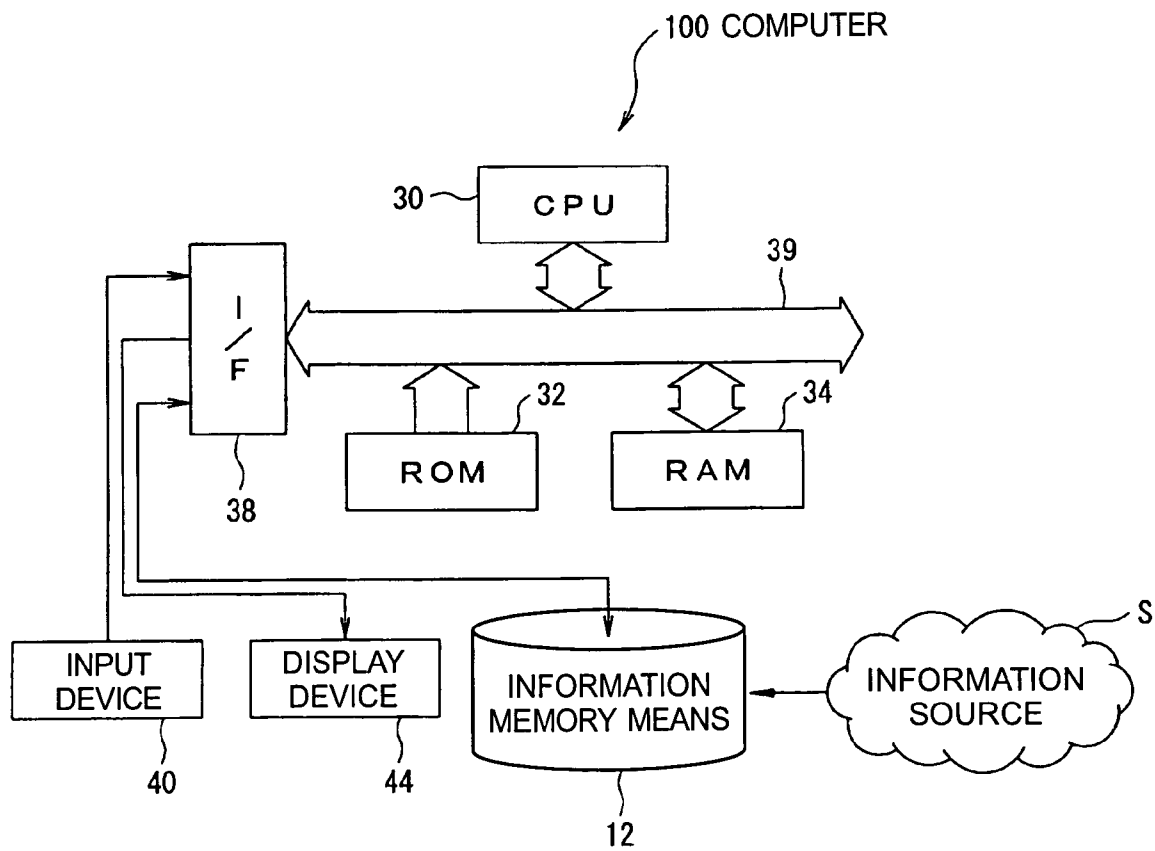 100 COMPUTER
30
CPU
39
I/F
32
34
ROM
RAM
38
S
INPUT
DEVICE
DISPLAY
DEVICE
INFORMATION
MEMORY MEANS
INFORMATION
SOURCE
40
44
12